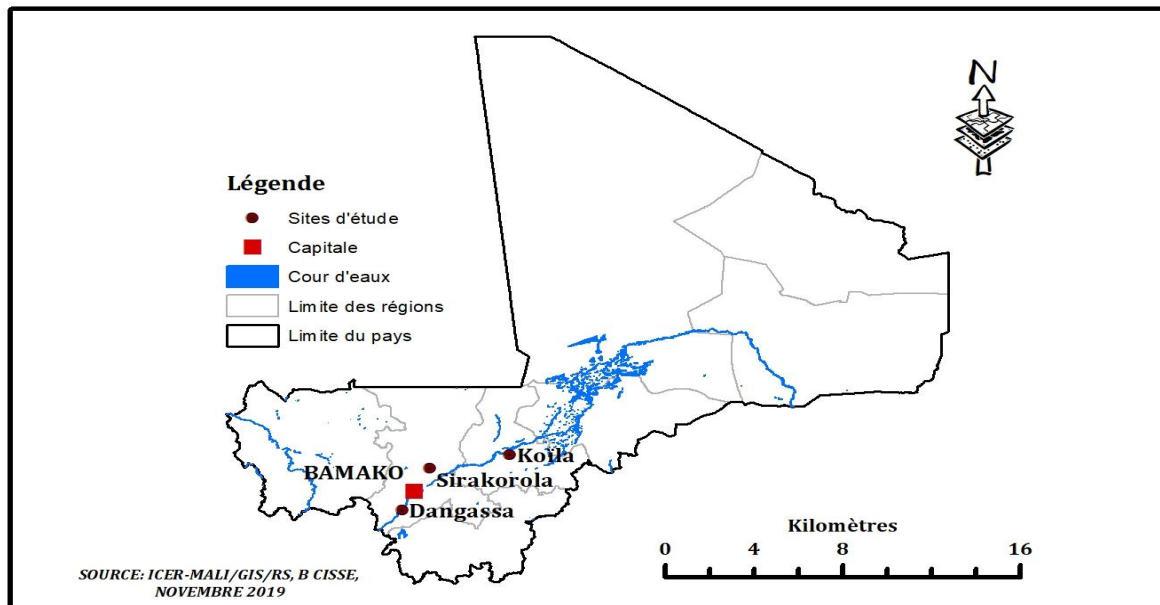 N
Légende
Sites d'étude
Capitale
Cour d'eaux
Limite des régions
Limite du pays
Koïla
BAMAKO
Sirakorola
Dangassa
Kilomètres
0 4 8 16
SOURCE: ICER-MALI/GIS/RS, B CISSE,
NOVEMBRE 2019